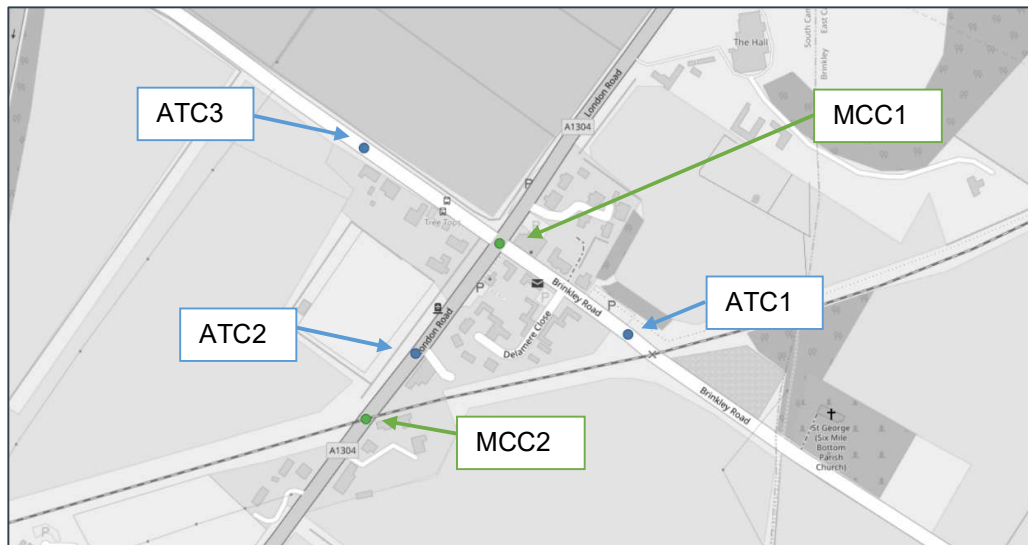 The Hall
South Cam
Brinkley
East Ca
London Road
A1304
ATC3
MCC1
P
Tree Tops
P
P
P
Brinkley Road
P
ATC1
ATC2
London Road
Delamere Close
Brinkley Road
MCC2
A1304
St George
(Six Mile
Bottom
Parish
Church)
P